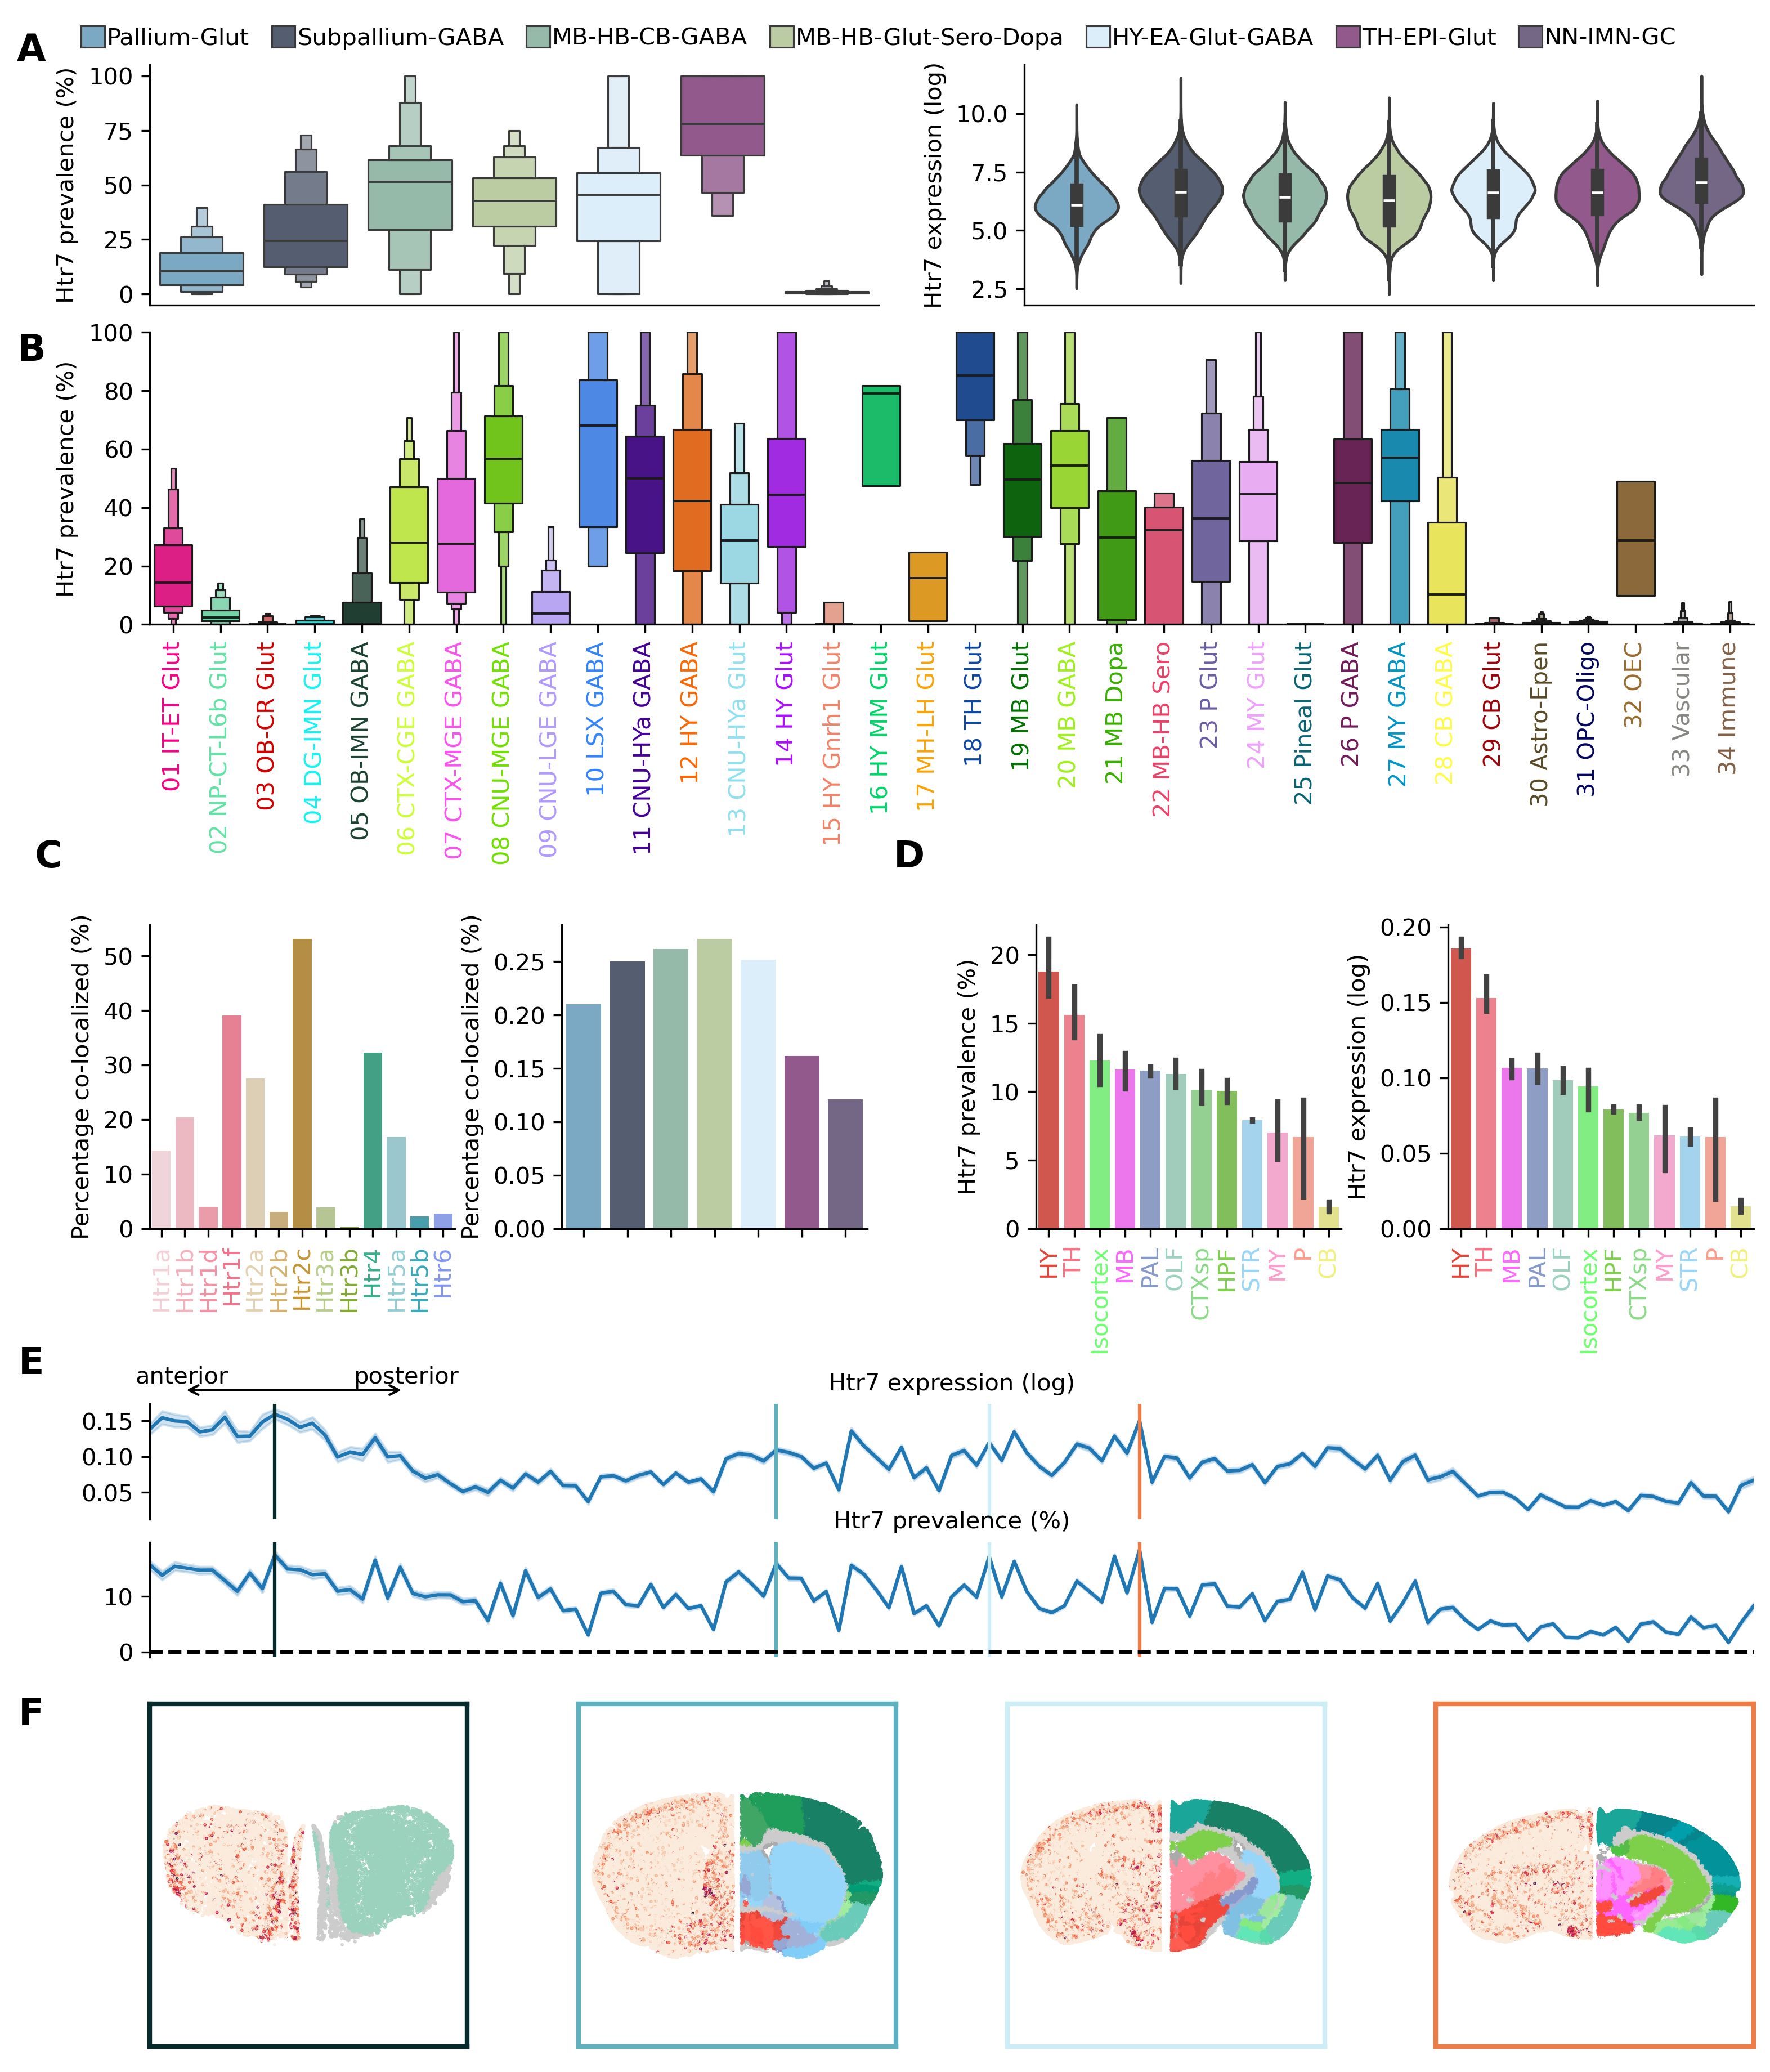 A
Pallium-Glut Subpallium-GABA MB-HB-CB-GABA MB-HB-Glut-Sero-Dopa HY-EA-Glut-GABA TH-EPI-Glut NN-IMN-GC
Htr7 prevalence (%)
100
75
50
25
0
Htr7 expression (log)
10.0
7.5
5.0
2.5
B
Htr7 prevalence (%)
100
80
60
40
20
0
01 IT-ET Glut
02 NP-CT-L6b Glut
03 OB-CR Glut
04 DG-IMN Glut
05 OB-IMN GABA
06 CTX-CGE GABA
07 CTX-MGE GABA
08 CNU-MGE GABA
09 CNU-LGE GABA
10 LSX GABA
11 CNU-HYa GABA
12 HY GABA
13 CNU-HYa Glut
14 HY Glut
15 HY Gnrh1 Glut
16 HY MM Glut
17 MH-LH Glut
18 TH Glut
19 MB Glut
20 MB GABA
21 MB Dopa
22 MB-HB Sero
23 P Glut
24 MY Glut
25 Pineal Glut
26 P GABA
27 MY GABA
28 CB GABA
29 CB Glut
30 Astro-Epen
31 OPC-Oligo
32 OEC
33 Vascular
34 Immune
C
Percentage co-localized (%)
50
40
30
20
10
0
Htr1a
Htr1b
Htr1d
Htr1f
Htr2a
Htr2b
Htr2c
Htr3a
Htr3b
Htr4
Htr5a
Htr5b
Htr6
Percentage co-localized (%)
0.25
0.20
0.15
0.10
0.05
0.00
D
Htr7 prevalence (%)
20
15
10
5
0
HY
TH
Isocortex
MB
PAL
OLF
CTXsp
HPF
STR
MY
P
CB
Htr7 expression (log)
0.20
0.15
0.10
0.05
0.00
HY
TH
MB
PAL
OLF
Isocortex
HPF
CTXsp
MY
STR
P
CB
E
anterior posterior
Htr7 expression (log)
0.15
0.10
0.05
Htr7 prevalence (%)
10
0
F